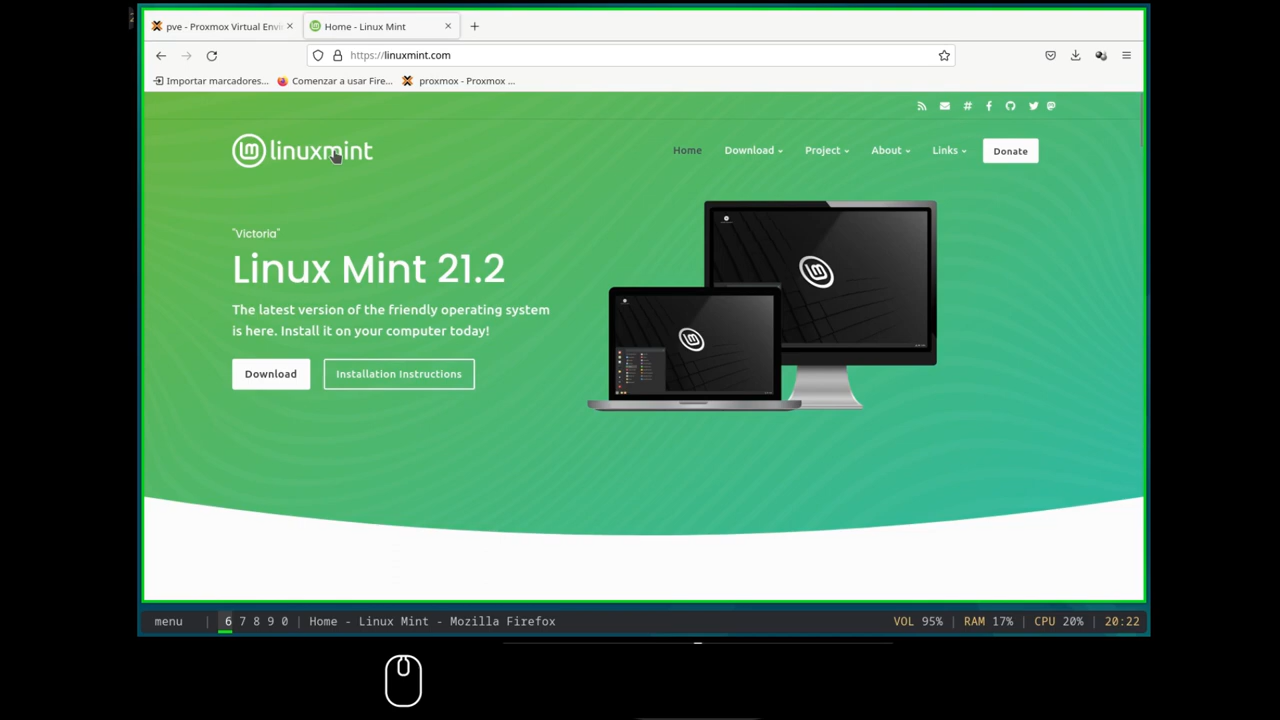 pve - Proxmox Virtual Envi
Home - Linux Mint
https://linuxmint.com
Importar marcadores...
Comenzar a usar Fire...
proxmox - Proxmox ...
linuxmint
Home
Download
Project
About
Links
Donate
"Victoria"
Linux Mint 21.2
The latest version of the friendly operating system
is here. Install it on your computer today!
Download
Installation Instructions
menu | 6 7 8 9 0 | Home - Linux Mint - Mozilla Firefox
VOL 95% | RAM 17% | CPU 20% | 20:22